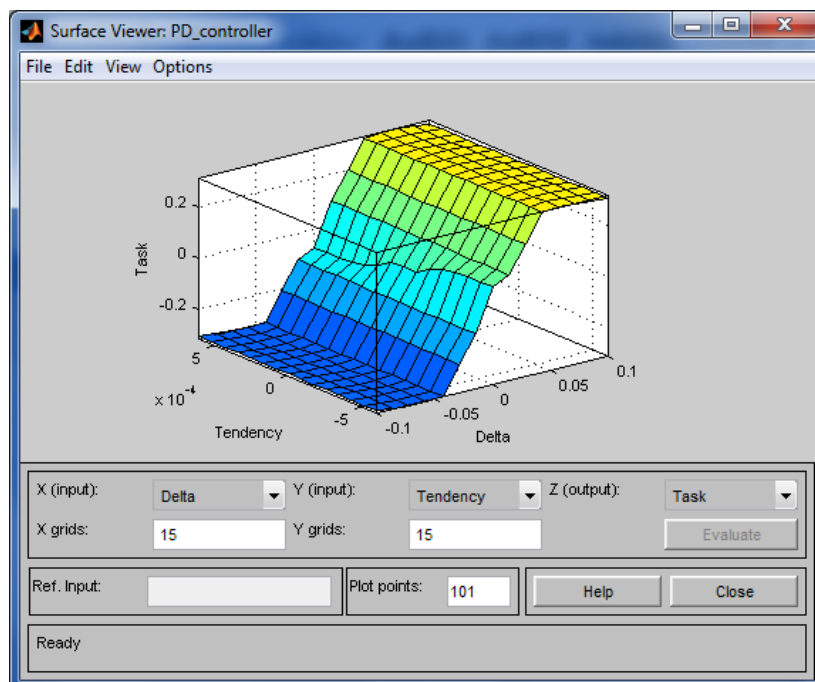 Surface Viewer: PD_controller
File Edit View Options
0.2
0
-0.2
Task
5
0
-5
x 10⁻⁴
Tendency
-0.1
-0.05
0
0.05
0.1
Delta
X (input): Delta Y (input): Tendency Z (output): Task
X grids: 15 Y grids: 15 Evaluate
Ref. Input: Plot points: 101 Help Close
Ready